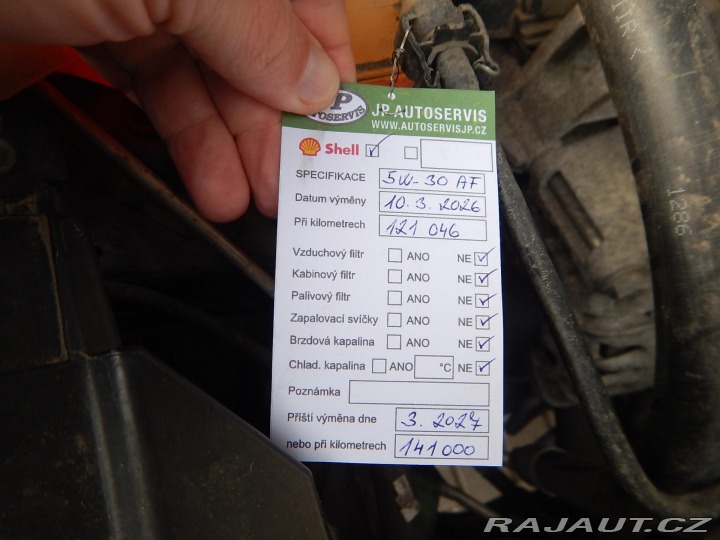 JP AUTOSERVIS
WWW.AUTOSERVISJP.CZ
Shell
SPECIFIKACE 5W-30 AF
Datum výměny 10. 3. 2026
Při kilometrech 121 046
Vzduchový filtr ANO NE
Kabinový filtr ANO NE
Palivový filtr ANO NE
Zapalovací svíčky ANO NE
Brzdová kapalina ANO NE
Chlad. kapalina ANO °C NE
Poznámka
Příští výměna dne 3. 2027
nebo při kilometrech 141 000
1286
RAJAUT.CZ